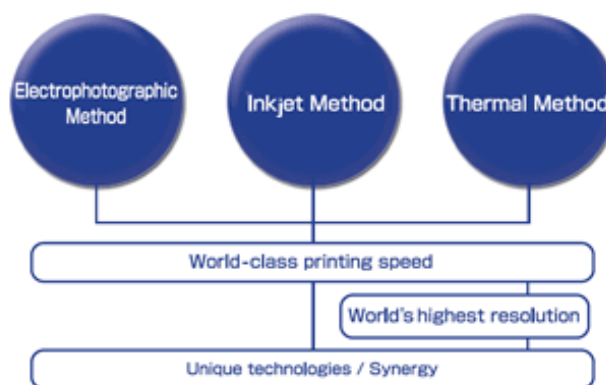 Electrophotographic
Method
Inkjet Method
Thermal Method
World-class printing speed
World's highest resolution
Unique technologies / Synergy